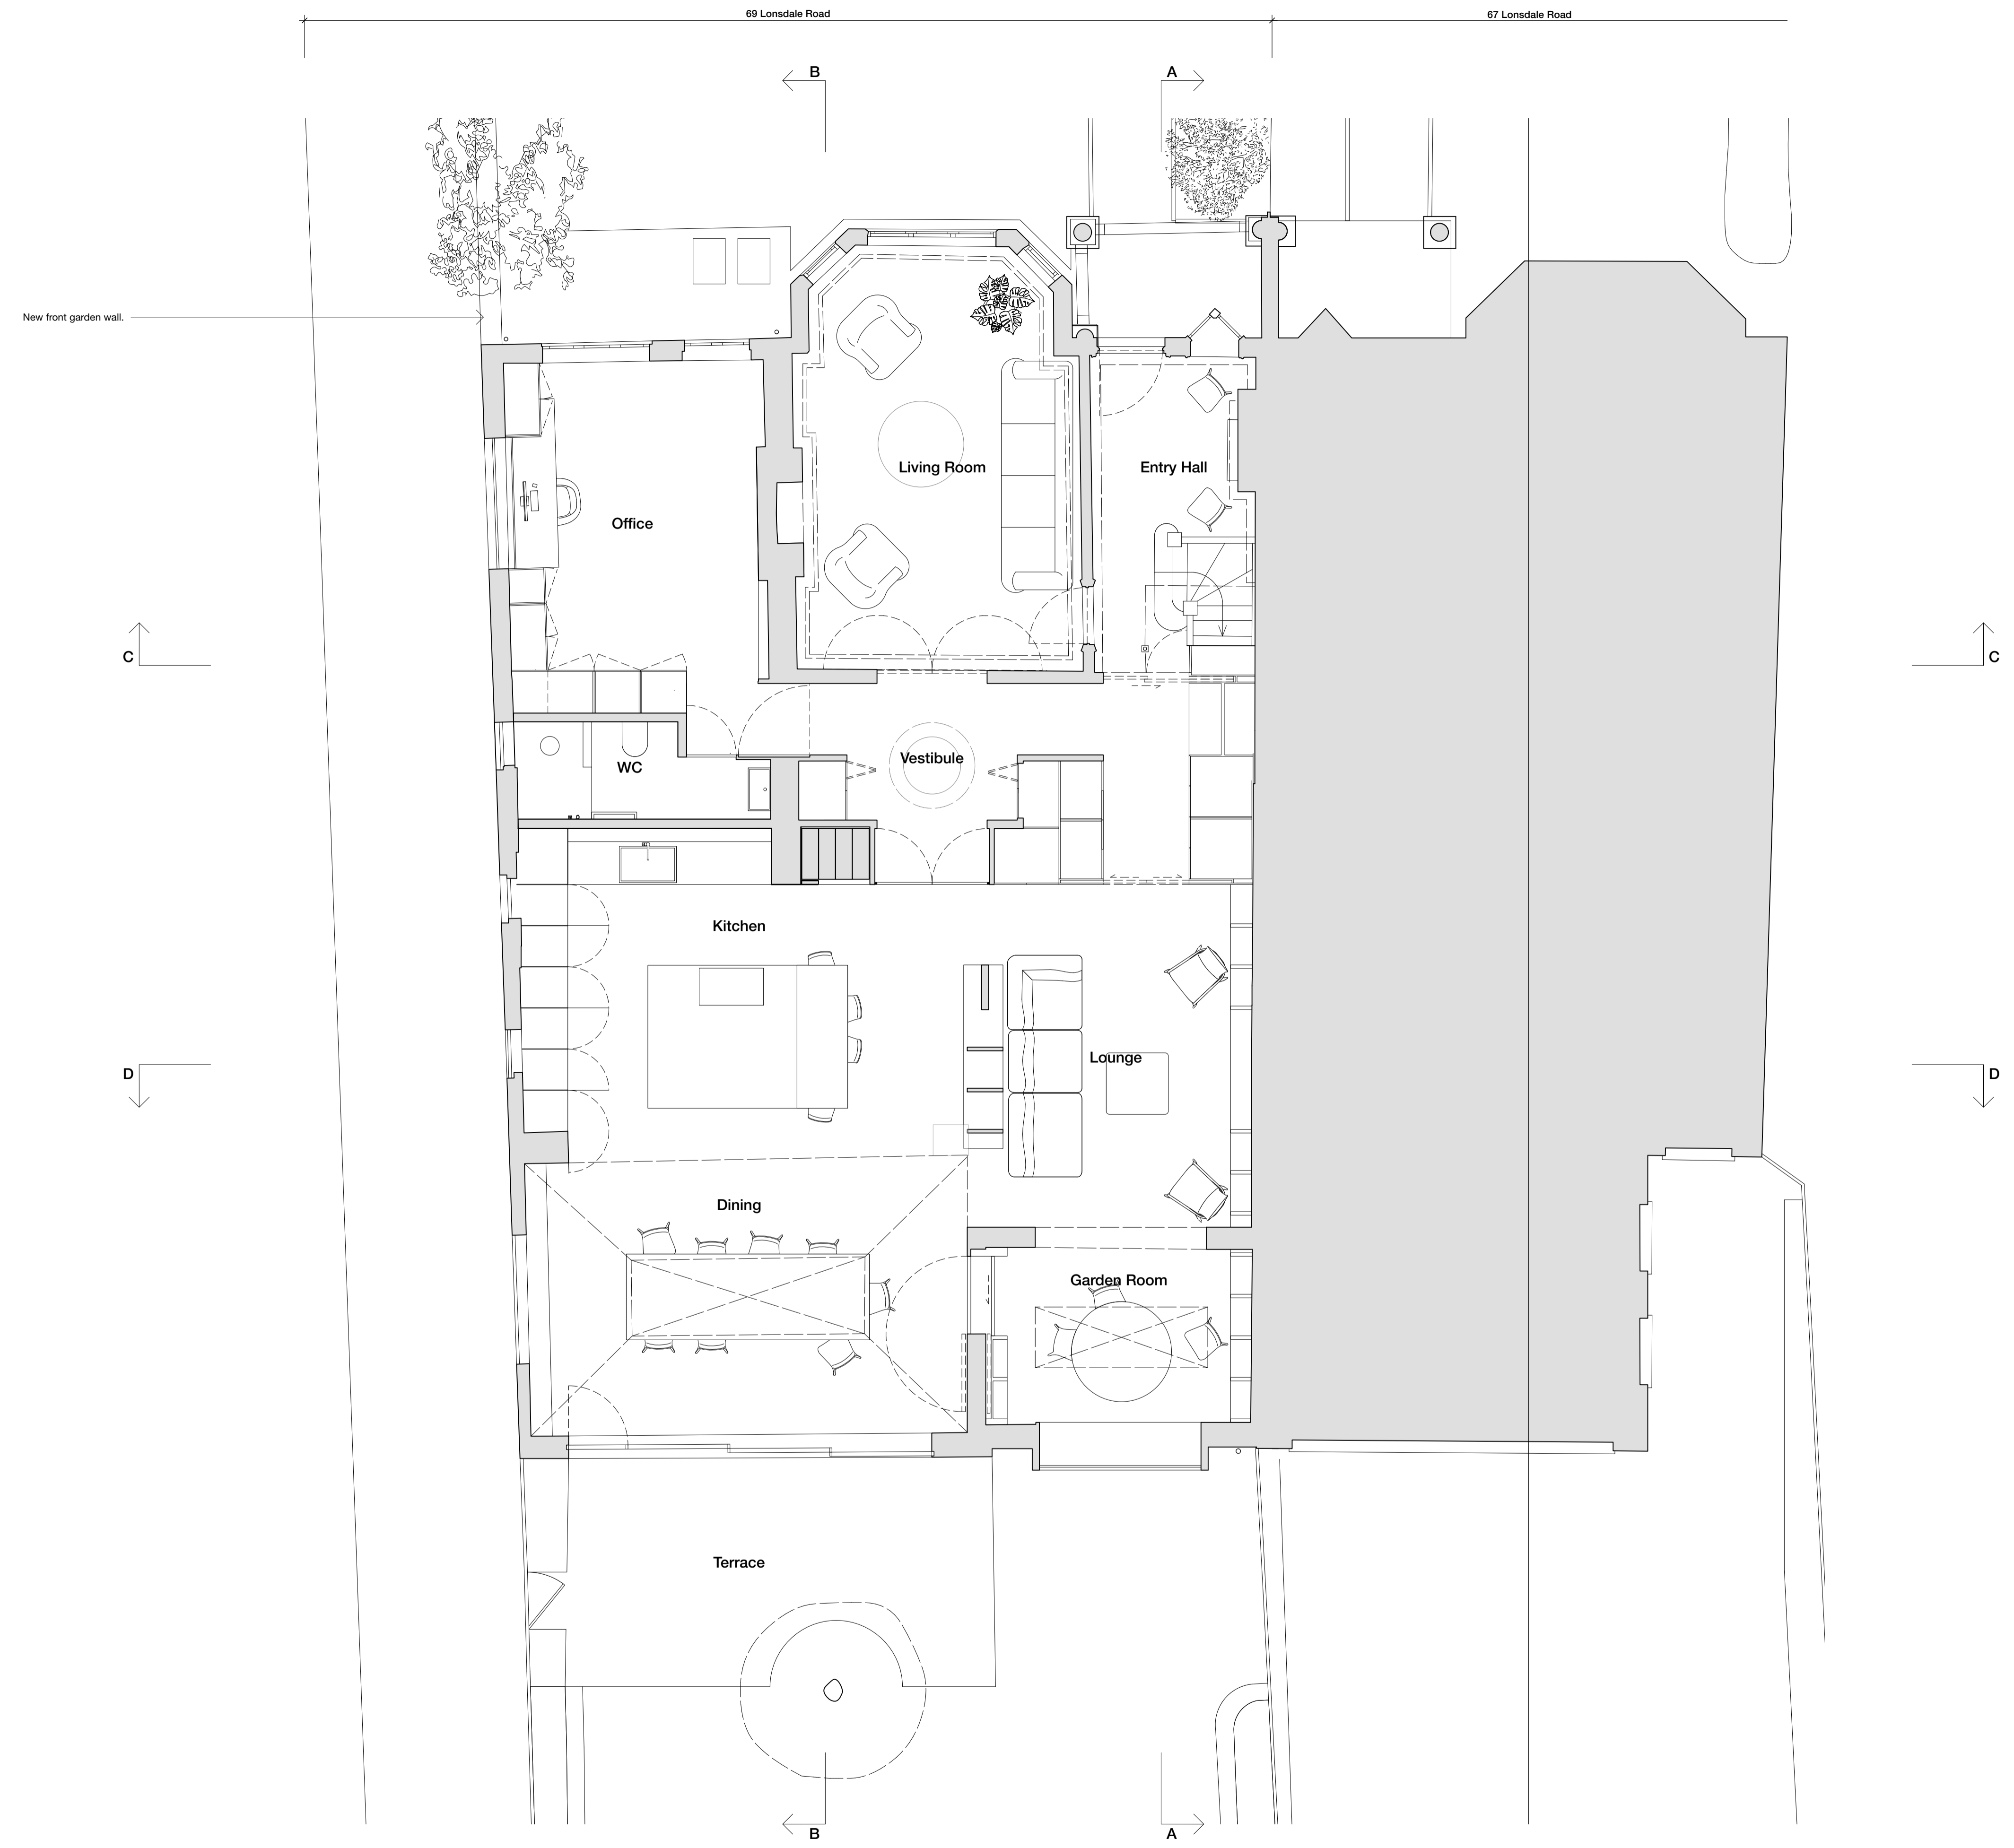 69 Lonsdale Road
67 Lonsdale Road
B
A
New front garden wall.
Living Room
Entry Hall
Office
C
C
Vestibule
WC
Kitchen
Lounge
D
D
Dining
Garden Room
Terrace
B
A